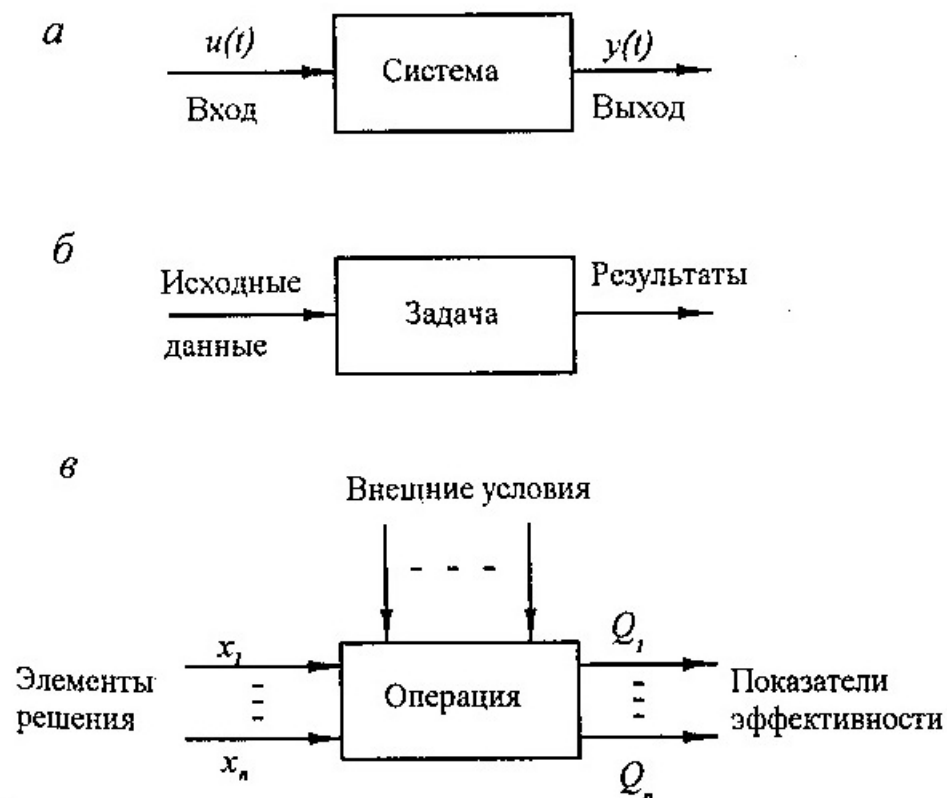 а
u(t)
Вход
Система
y(t)
Выход
б
Исходные
данные
Задача
Результаты
в
Внешние условия
Элементы
решения
x₁
xₙ
Операция
Q₁
Qₙ
Показатели
эффективности